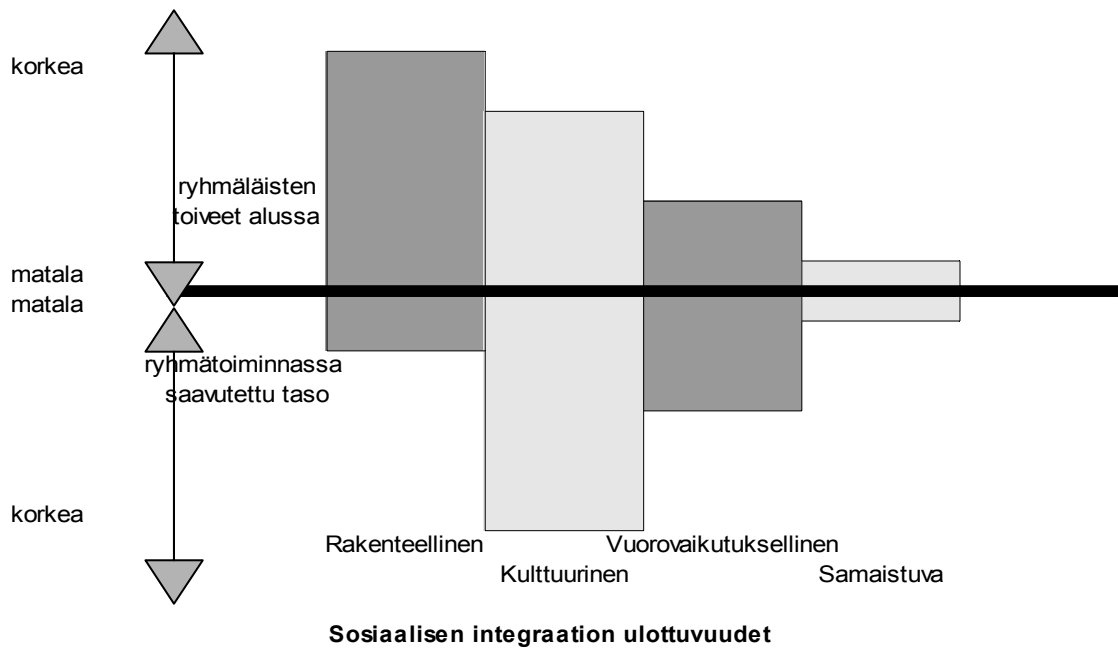 korkea
ryhmäläisten
toiveet alussa
matala
matala
ryhmätoiminnassa
saavutettu taso
korkea
Rakenteellinen
Vuorovaikutuksellinen
Kulttuurinen
Samaistuva
Sosiaalisen integraation ulottuvuudet